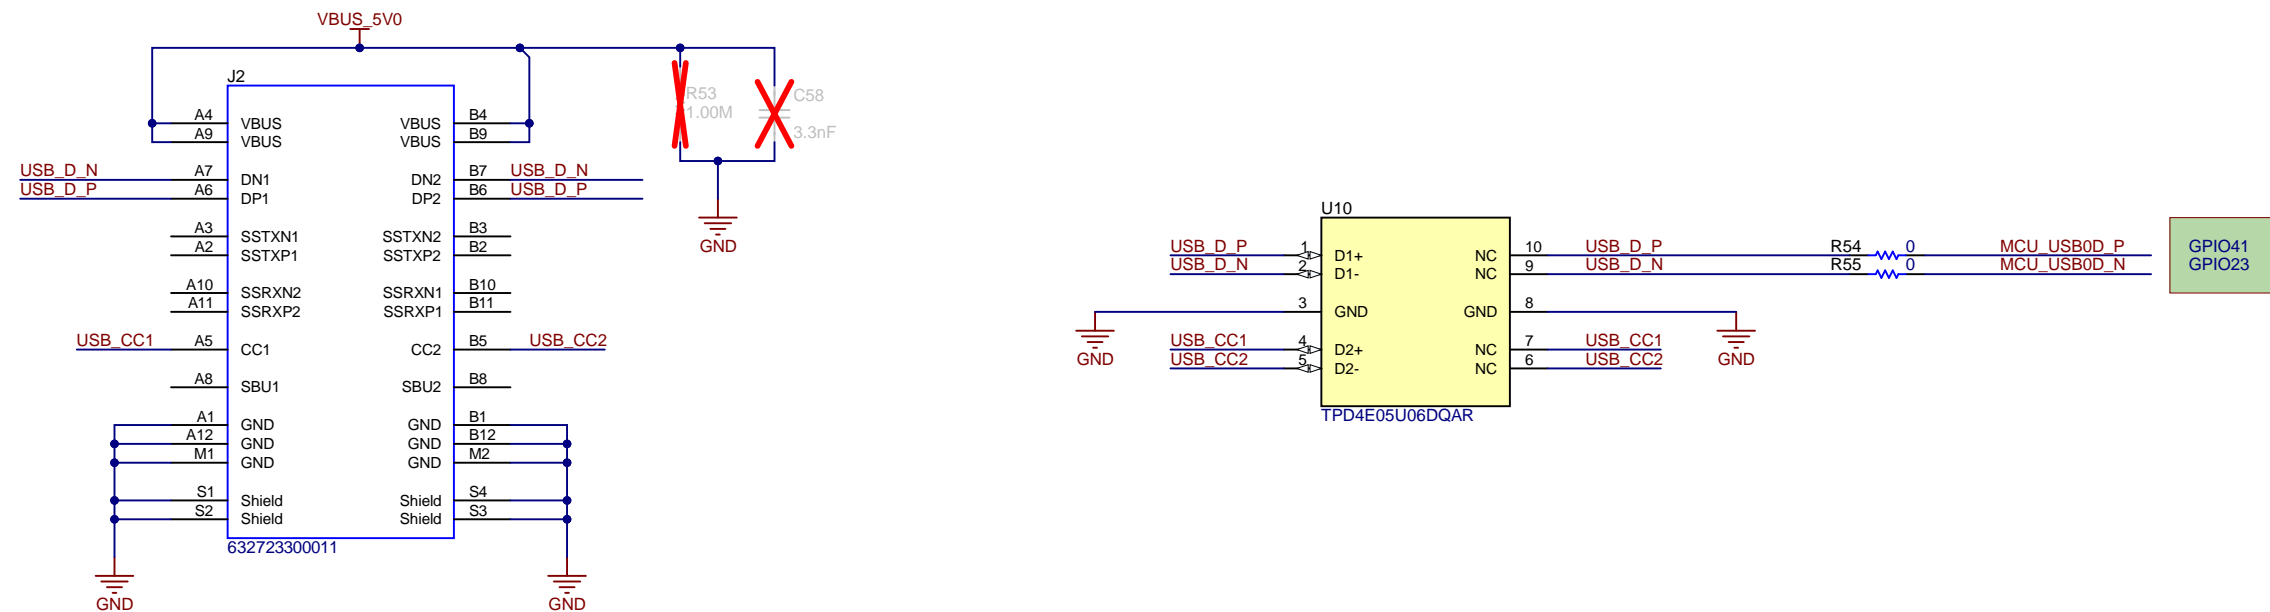 VBUS_5V0
J2
A4 VBUS VBUS B4
A9 VBUS VBUS B9
USB_D_N A7 DN1 DN2 B7 USB_D_N
USB_D_P A6 DP1 DP2 B6 USB_D_P
A3 SSTXN1 SSTXN2 B3
A2 SSTXP1 SSTXP2 B2
A10 SSRXN2 SSRXN1 B10
A11 SSRXP2 SSRXP1 B11
USB_CC1 A5 CC1 CC2 B5 USB_CC2
A8 SBU1 SBU2 B8
A1 GND GND B1
A12 GND GND B12
M1 GND GND M2
S1 Shield Shield S4
S2 Shield Shield S3
632723300011
GND GND
R53
1.00M
C58
3.3nF
GND
U10
USB_D_P 1 D1+ NC 10 USB_D_P R54 0 MCU_USB0D_P GPIO41
USB_D_N 2 D1- NC 9 USB_D_N R55 0 MCU_USB0D_N GPIO23
3 GND GND 8
USB_CC1 4 D2+ NC 7 USB_CC1
USB_CC2 5 D2- NC 6 USB_CC2
GND GND
TPD4E05U06DQAR